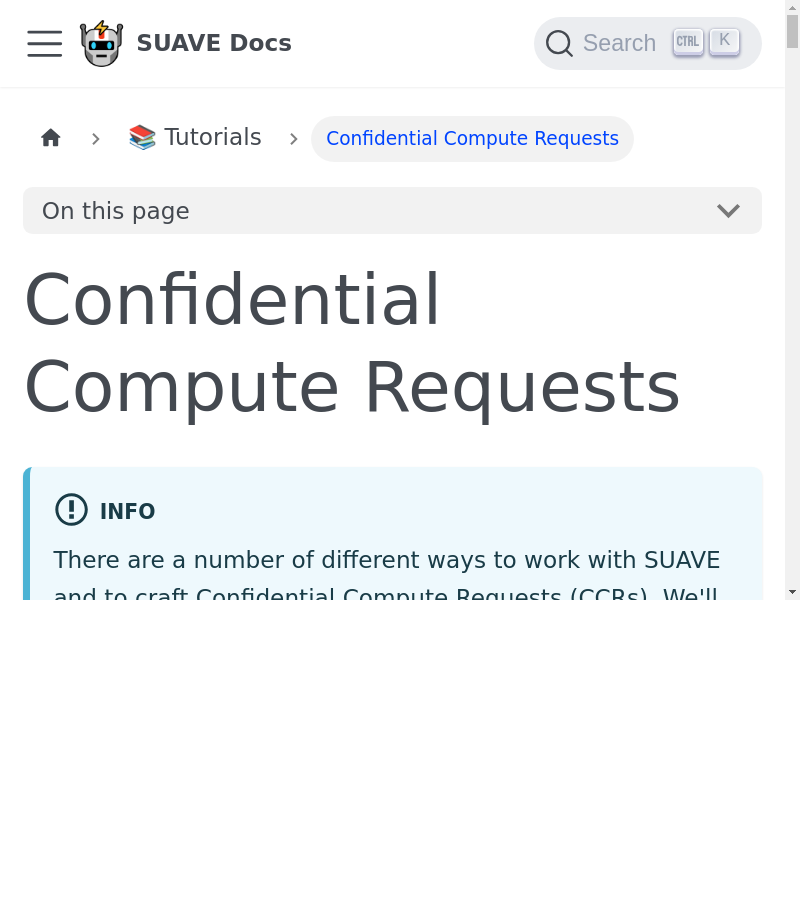 SUAVE Docs
Search CTRL K
Tutorials
Confidential Compute Requests
On this page
Confidential
Compute Requests
INFO
There are a number of different ways to work with SUAVE
and to craft Confidential Compute Requests (CCRs). We'll